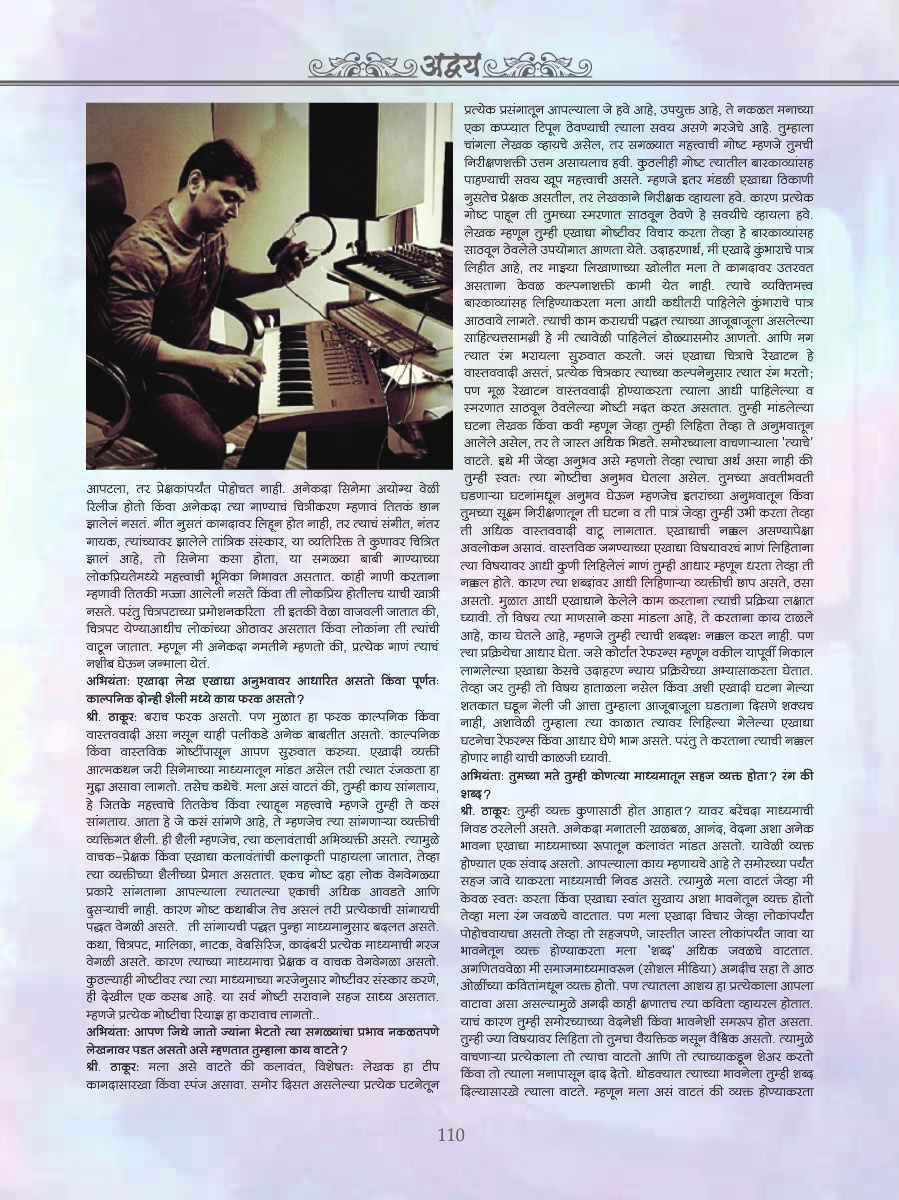 अद्वय
आपटला, तर प्रेक्षकांपर्यंत पोहोचत नाही. अनेकदा सिनेमा अयोग्य वेळी
रिलीज होतो किंवा अनेकदा त्या गाण्याचं चित्रीकरण म्हणावं तितकं छान
झालेलं नसतं. गीत नुसतं कागदावर लिहून होत नाही, तर त्याचं संगीत, नंतर
गायक, त्यांच्यावर झालेले तांत्रिक संस्कार, या व्यतिरिक्त ते कुणावर चित्रित
झालं आहे, तो सिनेमा कसा होता, या सगळ्या बाबी गाण्याच्या
लोकप्रियतेमध्ये महत्त्वाची भूमिका निभावत असतात. काही गाणी करताना
म्हणावी तितकी मज्जा आलेली नसते किंवा ती लोकप्रिय होतीलच याची खात्री
नसते. परंतु चित्रपटाच्या प्रमोशनकरिता ती इतकी वेळा वाजवली जातात की,
चित्रपट येण्याआधीच लोकांच्या ओठावर असतात किंवा लोकांना ती त्यांची
वाटून जातात. म्हणून मी अनेकदा गमतीने म्हणतो की, प्रत्येक गाणं त्याचं
नशीब घेऊन जन्माला येतं.
अभियंता: एखादा लेख एखाद्या अनुभवावर आधारित असतो किंवा पूर्णतः
काल्पनिक दोन्ही शैली मध्ये काय फरक असतो?
श्री. ठाकूर: बराच फरक असतो. पण मुळात हा फरक काल्पनिक किंवा
वास्तववादी असा नसून याही पलीकडे अनेक बाबतीत असतो. काल्पनिक
किंवा वास्तविक गोष्टींपासून आपण सुरुवात करुया. एखादी व्यक्ती
आत्मकथन जरी सिनेमाच्या माध्यमातून मांडत असेल तरी त्यात रंजकता हा
मुद्दा असावा लागतो. तसेच कथेचे. मला असं वाटतं की, तुम्ही काय सांगताय,
हे जितके महत्त्वाचे तितकेच किंवा त्याहून महत्त्वाचे म्हणजे तुम्ही ते कसं
सांगताय. आता हे जे कसं सांगणे आहे, ते म्हणजेच त्या सांगणाऱ्या व्यक्तीची
व्यक्तिगत शैली. ही शैली म्हणजेच, त्या कलावंताची अभिव्यक्ती असते. त्यामुळे
वाचक–प्रेक्षक किंवा एखाद्या कलावंतांची कलाकृती पाहायला जातात, तेव्हा
त्या व्यक्तीच्या शैलीच्या प्रेमात असतात. एकच गोष्ट दहा लोक वेगवेगळ्या
प्रकारे सांगताना आपल्याला त्यातल्या एकाची अधिक आवडते आणि
दुसऱ्याची नाही. कारण गोष्ट कथाबीज तेच असलं तरी प्रत्येकाची सांगायची
पद्धत वेगळी असते. ती सांगायची पद्धत पुन्हा माध्यमानुसार बदलत असते.
कथा, चित्रपट, मालिका, नाटक, वेबसिरिज, कादंबरी प्रत्येक माध्यमाची गरज
वेगळी असते. कारण त्याच्या माध्यमाचा प्रेक्षक व वाचक वेगवेगळा असतो.
कुठल्याही गोष्टीवर त्या त्या माध्यमाच्या गरजेनुसार गोष्टीवर संस्कार करणे,
ही देखील एक कसब आहे. या सर्व गोष्टी सरावाने सहज साध्य असतात.
म्हणजे प्रत्येक गोष्टीचा रियाझ हा करावाच लागतो..
अभियंता: आपण जिथे जातो ज्यांना भेटतो त्या सगळ्यांचा प्रभाव नकळतपणे
लेखनावर पडत असतो असे म्हणतात तुम्हाला काय वाटते?
श्री. ठाकूर: मला असे वाटते की कलावंत, विशेषतः लेखक हा टीप
कागदासारखा किंवा स्पंज असावा. समोर दिसत असलेल्या प्रत्येक घटनेतून
प्रत्येक प्रसंगातून आपल्याला जे हवे आहे, उपयुक्त आहे, ते नकळत मनाच्या
एका कप्प्यात टिपून ठेवण्याची त्याला सवय असणे गरजेचे आहे. तुम्हाला
चांगला लेखक व्हायचे असेल, तर सगळ्यात महत्त्वाची गोष्ट म्हणजे तुमची
निरीक्षणशक्ती उत्तम असायलाच हवी. कुठलीही गोष्ट त्यातील बारकाव्यांसह
पाहण्याची सवय खूप महत्त्वाची असते. म्हणजे इतर मंडळी एखाद्या ठिकाणी
नुसतेच प्रेक्षक असतील, तर लेखकाने निरीक्षक व्हायला हवे. कारण प्रत्येक
गोष्ट पाहून ती तुमच्या स्मरणात साठवून ठेवणे हे सवयीचे व्हायला हवे.
लेखक म्हणून तुम्ही एखाद्या गोष्टीवर विचार करता तेव्हा हे बारकाव्यांसह
साठवून ठेवलेले उपयोगात आणता येते. उदाहरणार्थ, मी एखादे कुंभाराचे पात्र
लिहीत आहे, तर माझ्या लिखाणाच्या खोलीत मला ते कागदावर उतरवत
असताना केवळ कल्पनाशक्ती कामी येत नाही. त्याचे व्यक्तिमत्त्व
बारकाव्यांसह लिहिण्याकरता मला आधी कधीतरी पाहिलेले कुंभाराचे पात्र
आठवावे लागते. त्याची काम करायची पद्धत त्याच्या आजूबाजूला असलेल्या
साहित्यत्तसामग्री हे मी त्यावेळी पाहिलेलं डोळ्यासमोर आणतो. आणि मग
त्यात रंग भरायला सुरुवात करतो. जसं एखाद्या चित्राचे रेखाटन हे
वास्तववादी असतं, प्रत्येक चित्रकार त्याच्या कल्पनेनुसार त्यात रंग भरतो;
पण मूळ रेखाटन वास्तववादी होण्याकरता त्याला आधी पाहिलेल्या व
स्मरणात साठवून ठेवलेल्या गोष्टी मदत करत असतात. तुम्ही मांडलेल्या
घटना लेखक किंवा कवी म्हणून जेव्हा तुम्ही लिहिता तेव्हा ते अनुभवातून
आलेले असेल, तर ते जास्त अधिक भिडते. समोरच्याला वाचणाऱ्याला 'त्याचे'
वाटते. इथे मी जेव्हा अनुभव असे म्हणतो तेव्हा त्याचा अर्थ असा नाही की
तुम्ही स्वतः त्या गोष्टीचा अनुभव घेतला असेल. तुमच्या अवतीभवती
घडणाऱ्या घटनांमधून अनुभव घेऊन म्हणजेच इतरांच्या अनुभवातून किंवा
तुमच्या सूक्ष्म निरीक्षणातून ती घटना व ती पात्रं जेव्हा तुम्ही उभी करता तेव्हा
ती अधिक वास्तववादी वाटू लागतात. एखाद्याची नक्कल असण्यापेक्षा
अवलोकन असावं. वास्तविक जगण्याच्या एखाद्या विषयावरचं गाणं लिहिताना
त्या विषयावर आधी कुणी लिहिलेलं गाणं तुम्ही आधार म्हणून धरता तेव्हा ती
नक्कल होते. कारण त्या शब्दांवर आधी लिहिणाऱ्या व्यक्तीची छाप असते, ठसा
असतो. मुळात आधी एखाद्याने केलेले काम करताना त्याची प्रक्रिया लक्षात
घ्यावी. तो विषय त्या माणसाने कसा मांडला आहे, ते करताना काय टाळले
आहे, काय घेतले आहे, म्हणजे तुम्ही त्याची शब्दशः नक्कल करत नाही. पण
त्या प्रक्रियेचा आधार घेता. जसे कोर्टात रेफरन्स म्हणून वकील यापूर्वी निकाल
लागलेल्या एखाद्या केसचे उदाहरण न्याय प्रक्रियेच्या अभ्यासाकरता घेतात.
तेव्हा जर तुम्ही तो विषय हाताळला नसेल किंवा अशी एखादी घटना गेल्या
शतकात घडून गेली जी आत्ता तुम्हाला आजूबाजूला घडताना दिसणे शक्यच
नाही, अशावेळी तुम्हाला त्या काळात त्यावर लिहिल्या गेलेल्या एखाद्या
घटनेचा रेफरन्स किंवा आधार घेणे भाग असते. परंतु ते करताना त्याची नक्कल
होणार नाही याची काळजी घ्यावी.
अभियंता: तुमच्या मते तुम्ही कोणत्या माध्यमातून सहज व्यक्त होता? रंग की
शब्द?
श्री. ठाकूर: तुम्ही व्यक्त कुणासाठी होत आहात? यावर बरेचदा माध्यमाची
निवड ठरलेली असते. अनेकदा मनातली खळबळ, आनंद, वेदना अशा अनेक
भावना एखाद्या माध्यमाच्या रूपातून कलावंत मांडत असतो. यावेळी व्यक्त
होण्यात एक संवाद असतो. आपल्याला काय म्हणायचे आहे ते समोरच्या पर्यंत
सहज जावे याकरता माध्यमाची निवड असते. त्यामुळे मला वाटतं जेव्हा मी
केवळ स्वतः करता किंवा एखाद्या स्वांत सुखाय अशा भावनेतून व्यक्त होतो
तेव्हा मला रंग जवळचे वाटतात. पण मला एखादा विचार जेव्हा लोकांपर्यंत
पोहोचवायचा असतो तेव्हा तो सहजपणे, जास्तीत जास्त लोकांपर्यंत जावा या
भावनेतून व्यक्त होण्याकरता मला 'शब्द' अधिक जवळचे वाटतात.
अगणितववेळा मी समाजमाध्यमावरून (सोशल मीडिया) अगदीच सहा ते आठ
ओळींच्या कवितांमधून व्यक्त होतो. पण त्यातला आशय हा प्रत्येकाला आपला
वाटावा असा असल्यामुळे अगदी काही क्षणातच त्या कविता व्हायरल होतात.
याचं कारण तुम्ही समोरच्याच्या वेदनेशी किंवा भावनेशी समरूप होत असता.
तुम्ही ज्या विषयावर लिहिता तो तुमचा वैयक्तिक नसून वैश्विक असतो. त्यामुळे
वाचणाऱ्या प्रत्येकाला तो त्याचा वाटतो आणि तो त्याच्याकडून शेअर करतो
किंवा तो त्याला मनापासून दाद देतो. थोडक्यात त्याच्या भावनेला तुम्ही शब्द
दिल्यासारखे त्याला वाटते. म्हणून मला असं वाटतं की व्यक्त होण्याकरता
110